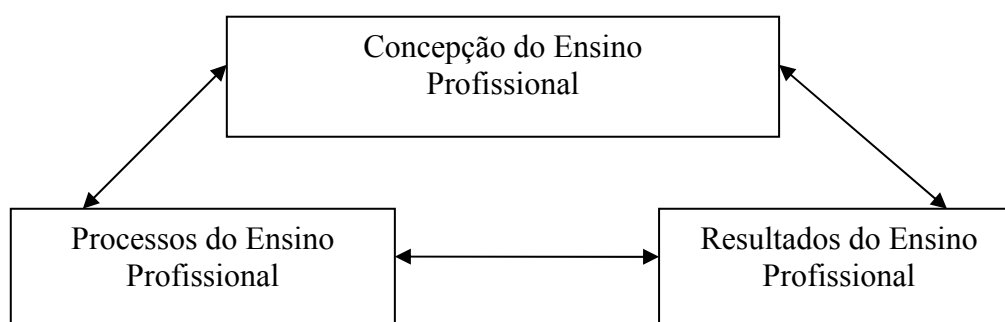 Concepção do Ensino
Profissional
Processos do Ensino
Profissional
Resultados do Ensino
Profissional